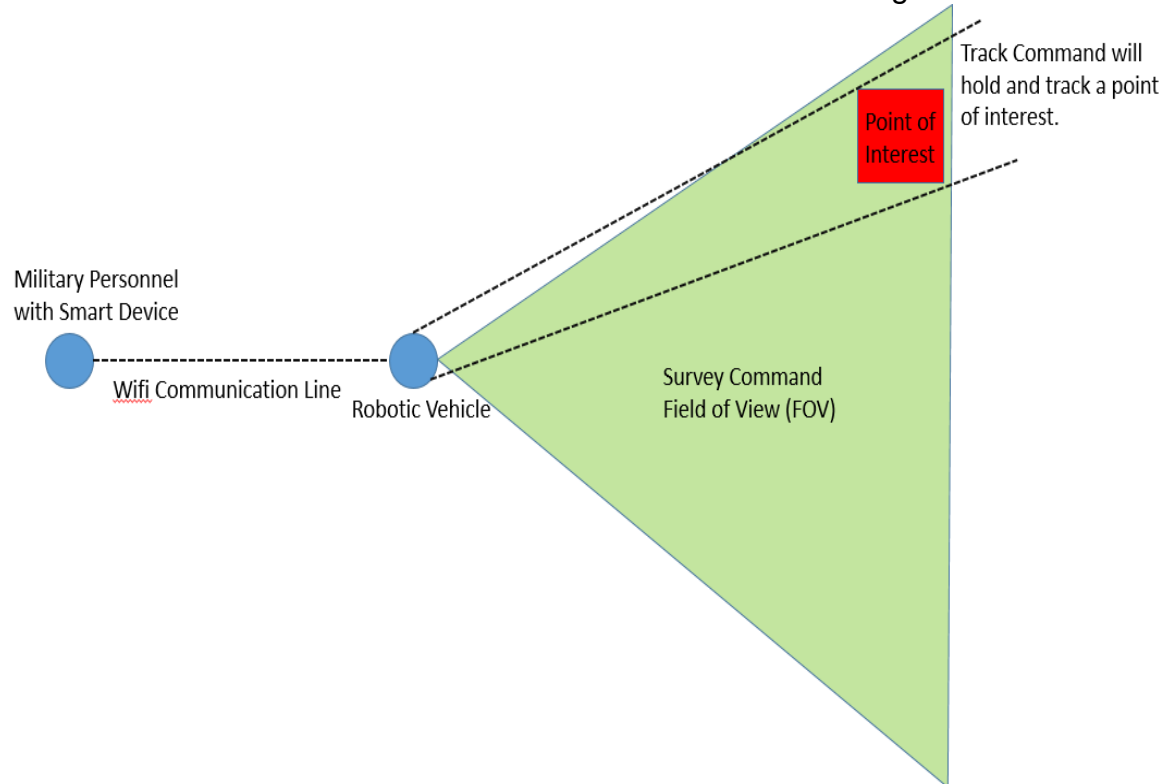 Track Command will
hold and track a point
of interest.
Point of
Interest
Military Personnel
with Smart Device
Wifi Communication Line
Robotic Vehicle
Survey Command
Field of View (FOV)